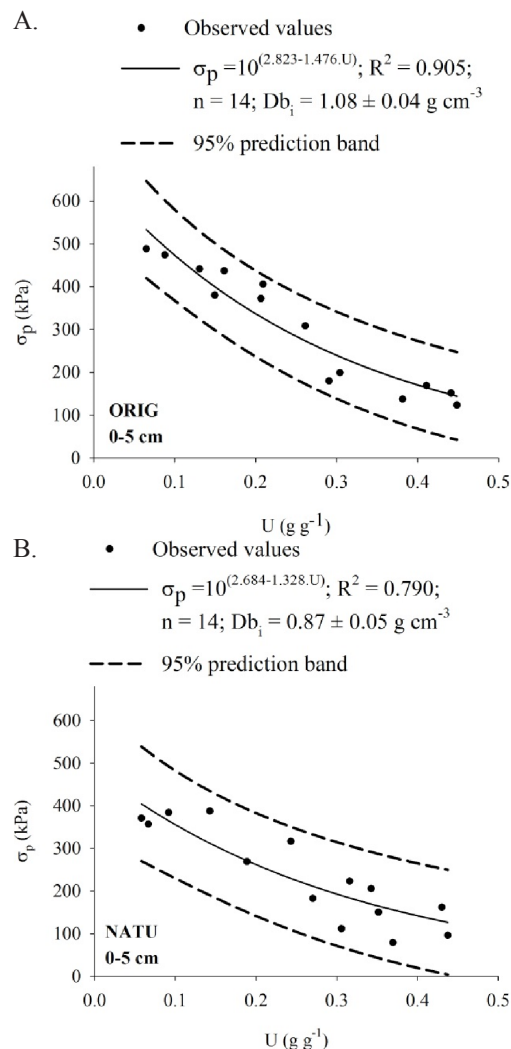 A.
Observed values
σp =10^(2.823-1.476.U); R² = 0.905;
n = 14; Dbi = 1.08 ± 0.04 g cm⁻³
95% prediction band
600
500
400
300
200
100
0
σp (kPa)
ORIG
0-5 cm
0.0 0.1 0.2 0.3 0.4 0.5
U (g g⁻¹)
B.
Observed values
σp =10^(2.684-1.328.U); R² = 0.790;
n = 14; Dbi = 0.87 ± 0.05 g cm⁻³
95% prediction band
600
500
400
300
200
100
0
σp (kPa)
NATU
0-5 cm
0.0 0.1 0.2 0.3 0.4 0.5
U (g g⁻¹)